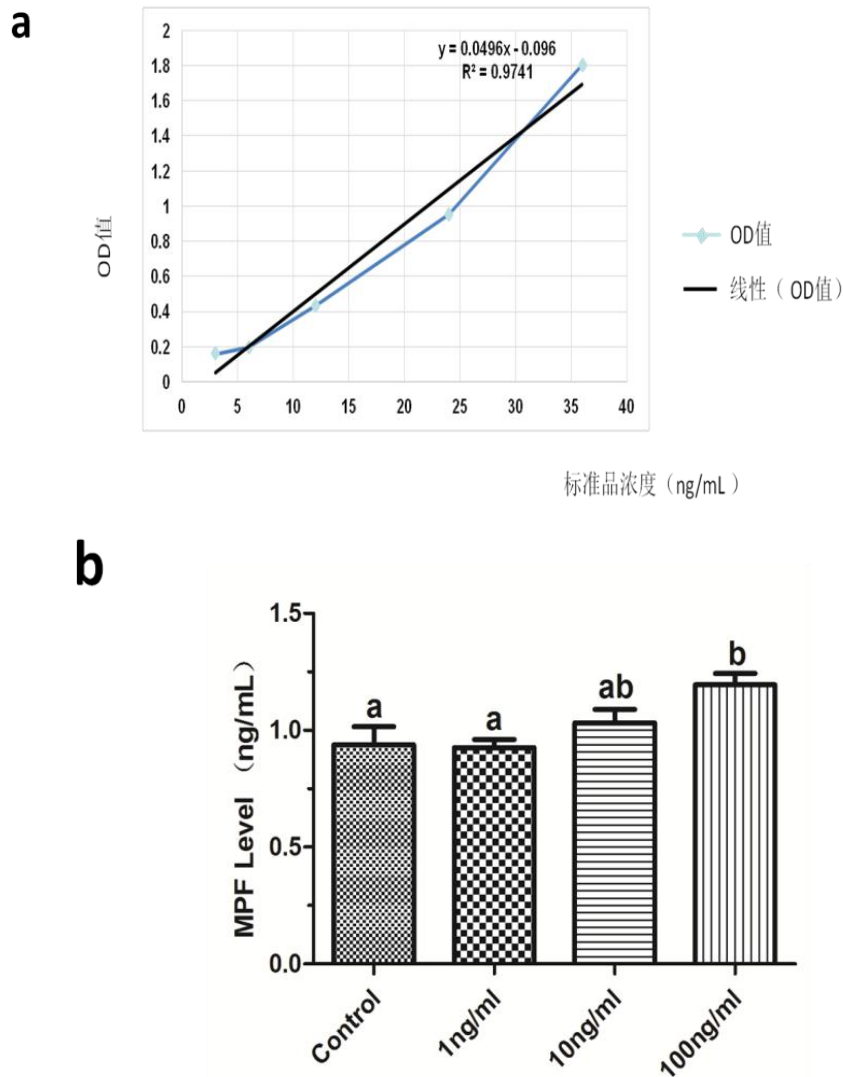 a
y = 0.0496x - 0.096
R² = 0.9741
2
1.8
1.6
1.4
1.2
1
0.8
0.6
0.4
0.2
0
0 5 10 15 20 25 30 35 40
OD值
OD值
线性（OD值）
标准品浓度（ng/mL）
b
MPF Level （ng/mL）
1.5
1.0
0.5
0.0
a a ab b
Control 1ng/ml 10ng/ml 100ng/ml